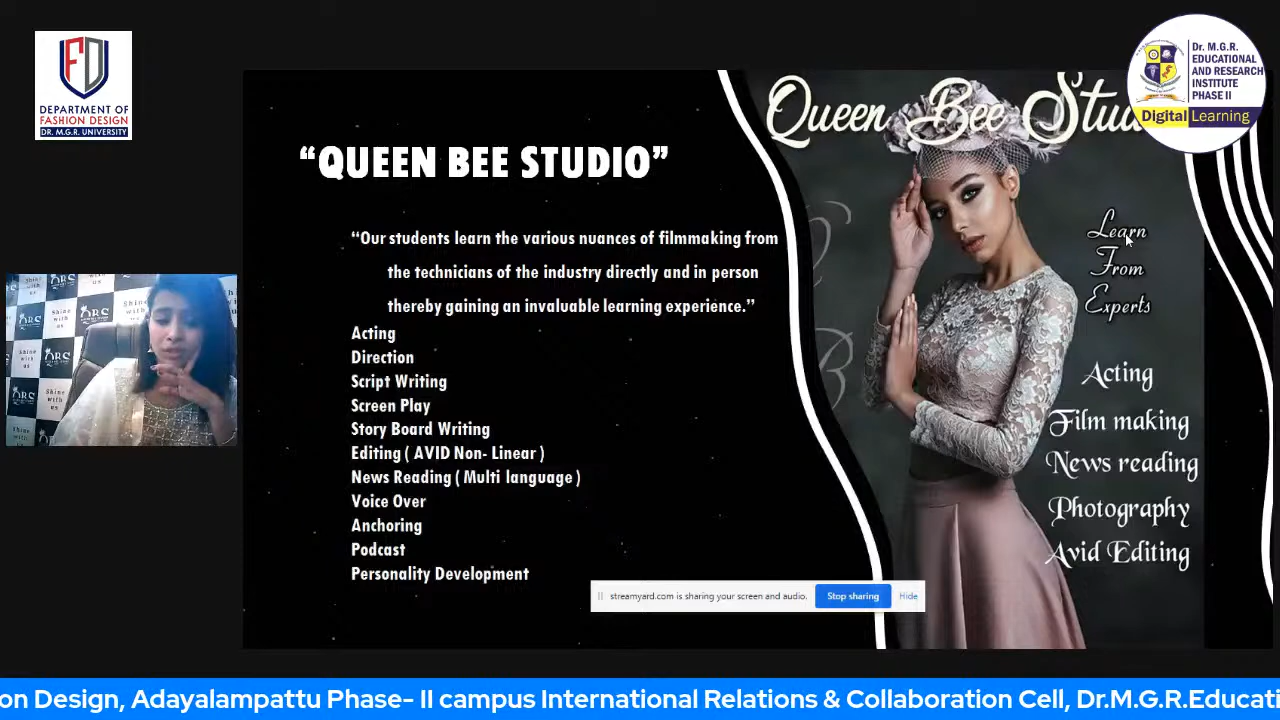 DEPARTMENT OF
FASHION DESIGN
DR. M.G.R. UNIVERSITY
Dr. M.G.R.
EDUCATIONAL
AND RESEARCH
INSTITUTE
PHASE II
Digital Learning
Queen Bee
“QUEEN BEE STUDIO”
“Our students learn the various nuances of filmmaking from
the technicians of the industry directly and in person
thereby gaining an invaluable learning experience.”
Acting
Direction
Script Writing
Screen Play
Story Board Writing
Editing ( AVID Non- Linear )
News Reading ( Multi language )
Voice Over
Anchoring
Podcast
Personality Development
Learn
From
Experts
Acting
Film making
News reading
Photography
Avid Editing
Shine
with
us
QBS
streamyard.com is sharing your screen and audio.
Stop sharing
Hide
on Design, Adayalampattu Phase- II campus International Relations & Collaboration Cell, Dr.M.G.R.Educati